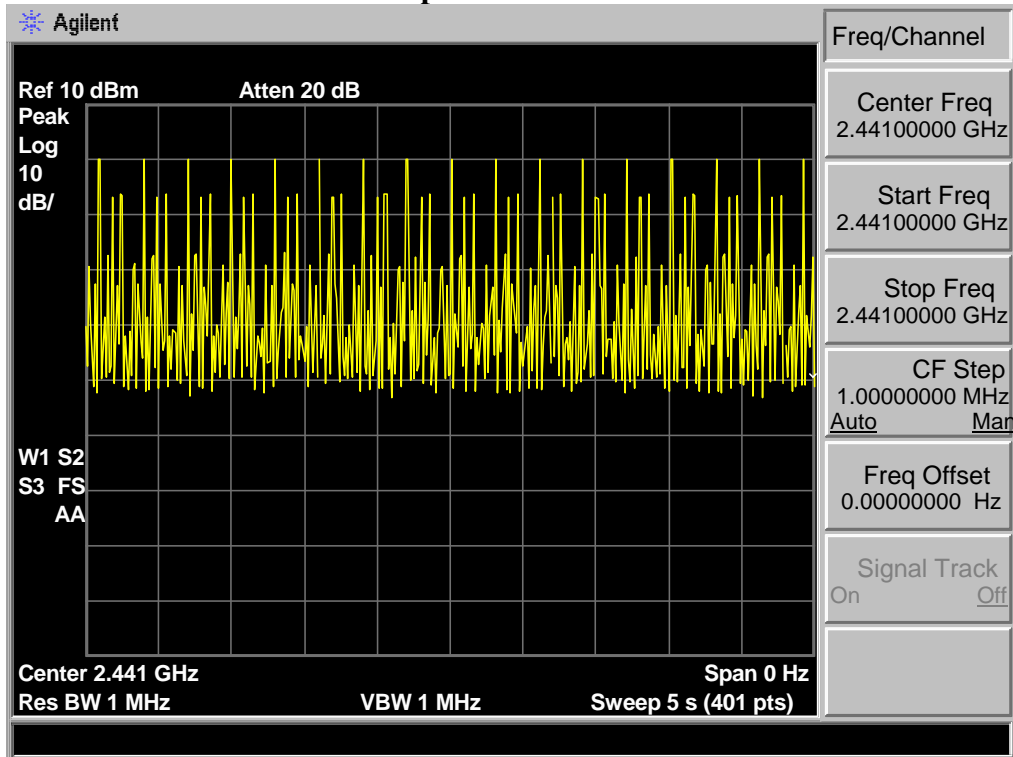 Agilent
Freq/Channel
Ref 10 dBm Atten 20 dB
Peak
Log
10
dB/
W1 S2
S3 FS
AA
Center 2.441 GHz Span 0 Hz
Res BW 1 MHz VBW 1 MHz Sweep 5 s (401 pts)
Center Freq
2.44100000 GHz
Start Freq
2.44100000 GHz
Stop Freq
2.44100000 GHz
CF Step
1.00000000 MHz
Auto Man
Freq Offset
0.00000000 Hz
Signal Track
On Off